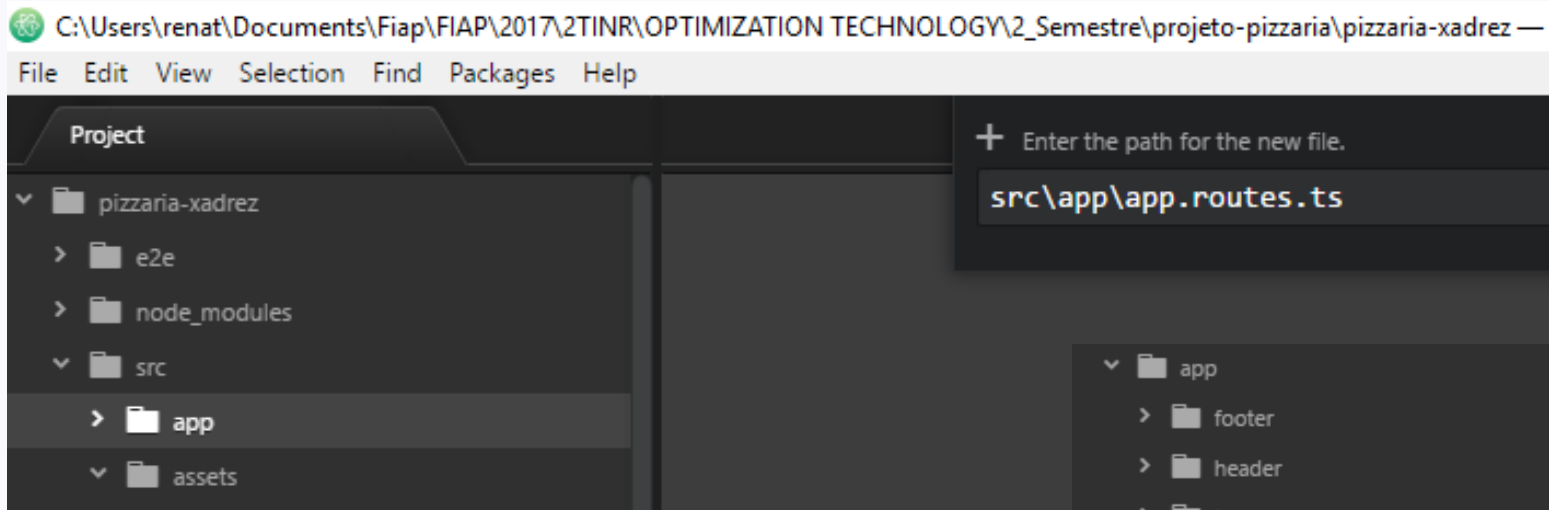 C:\Users\renat\Documents\Fiap\FIAP\2017\2TINR\OPTIMIZATION TECHNOLOGY\2_Semestre\projeto-pizzaria\pizzaria-xadrez —
File Edit View Selection Find Packages Help
Project
pizzaria-xadrez
e2e
node_modules
src
app
assets
Enter the path for the new file.
src\app\app.routes.ts
app
footer
header